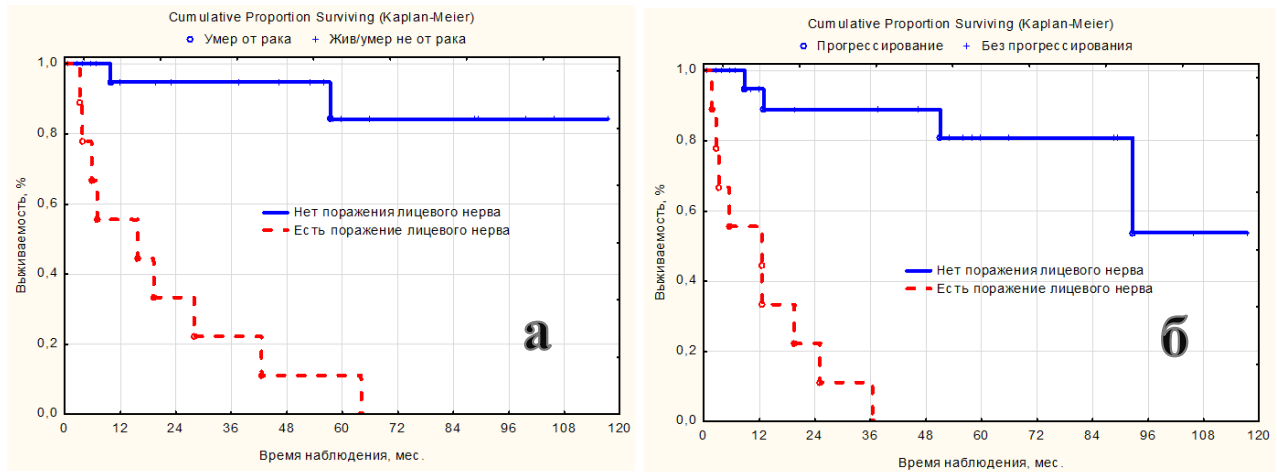 Cumulative Proportion Surviving (Kaplan-Meier)
Умер от рака Жив/умер не от рака
Выживаемость, %
1,0
0,8
0,6
0,4
0,2
0,0
Нет поражения лицевого нерва
Есть поражение лицевого нерва
а
0 12 24 36 48 60 72 84 96 108 120
Время наблюдения, мес.
Cumulative Proportion Surviving (Kaplan-Meier)
Прогрессирование Без прогрессирования
Выживаемость, %
1,0
0,8
0,6
0,4
0,2
0,0
Нет поражения лицевого нерва
Есть поражение лицевого нерва
б
0 12 24 36 48 60 72 84 96 108 120
Время наблюдения, мес.